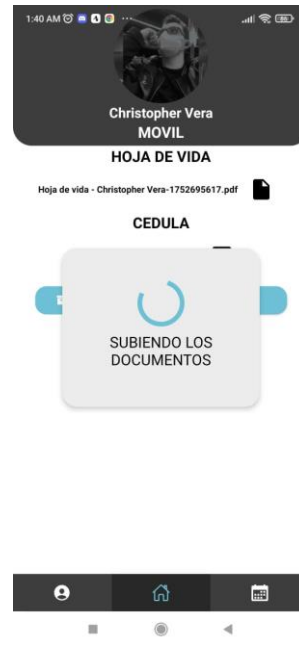 1:40 AM
Christopher Vera
MOVIL
HOJA DE VIDA
Hoja de vida - Christopher Vera-1752695617.pdf
CEDULA
SUBIENDO LOS
DOCUMENTOS